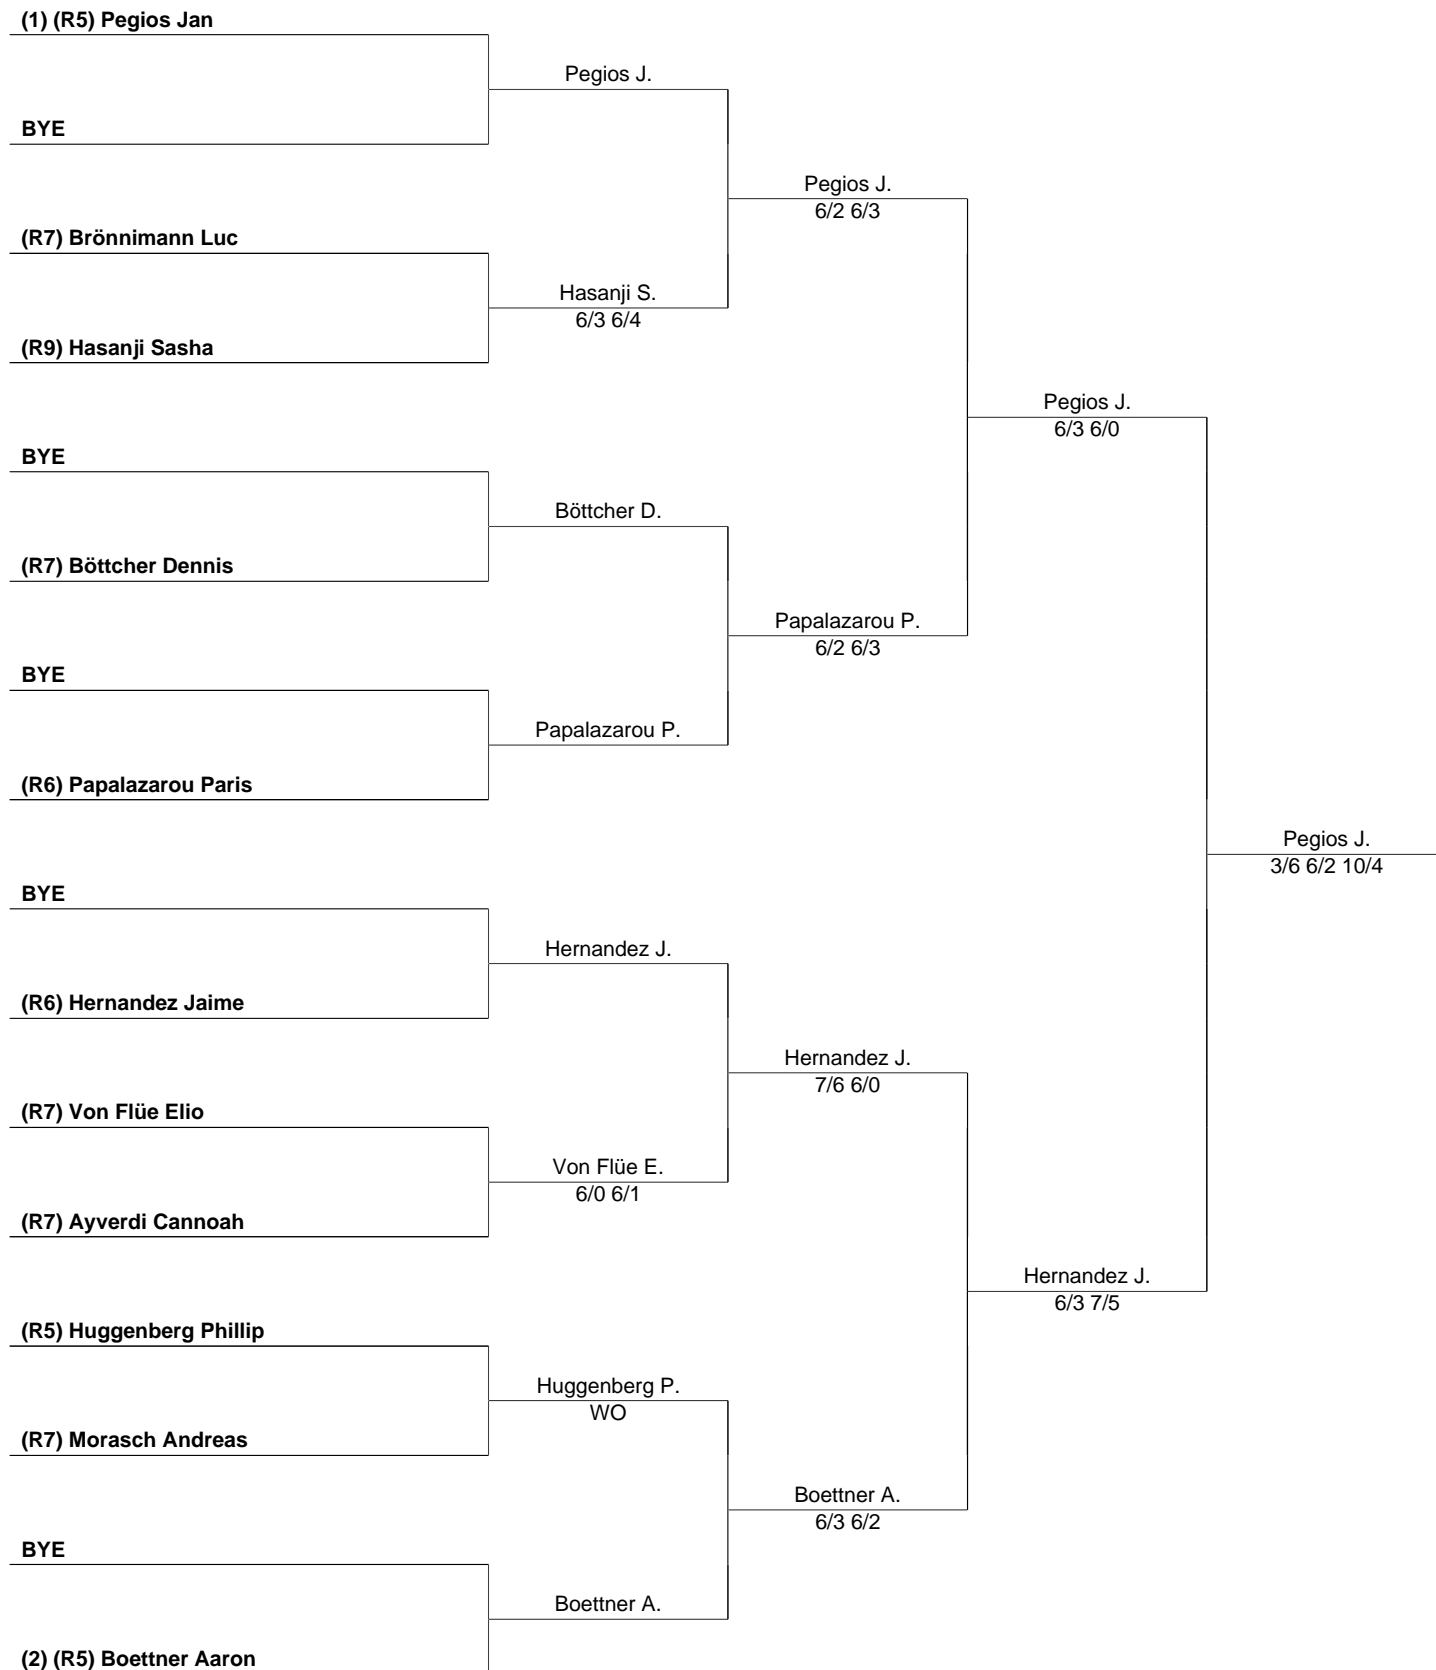 (1) (R5) Pegios Jan
Pegios J.
BYE
Pegios J.
6/2 6/3
(R7) Brönnimann Luc
Hasanji S.
6/3 6/4
(R9) Hasanji Sasha
Pegios J.
6/3 6/0
BYE
Böttcher D.
(R7) Böttcher Dennis
Papalazarou P.
6/2 6/3
BYE
Papalazarou P.
(R6) Papalazarou Paris
Pegios J.
3/6 6/2 10/4
BYE
Hernandez J.
(R6) Hernandez Jaime
Hernandez J.
7/6 6/0
(R7) Von Flüe Elio
Von Flüe E.
6/0 6/1
(R7) Ayverdi Cannoah
Hernandez J.
6/3 7/5
(R5) Huggenberg Phillip
Huggenberg P.
WO
(R7) Morasch Andreas
Boettner A.
6/3 6/2
BYE
Boettner A.
(2) (R5) Boettner Aaron